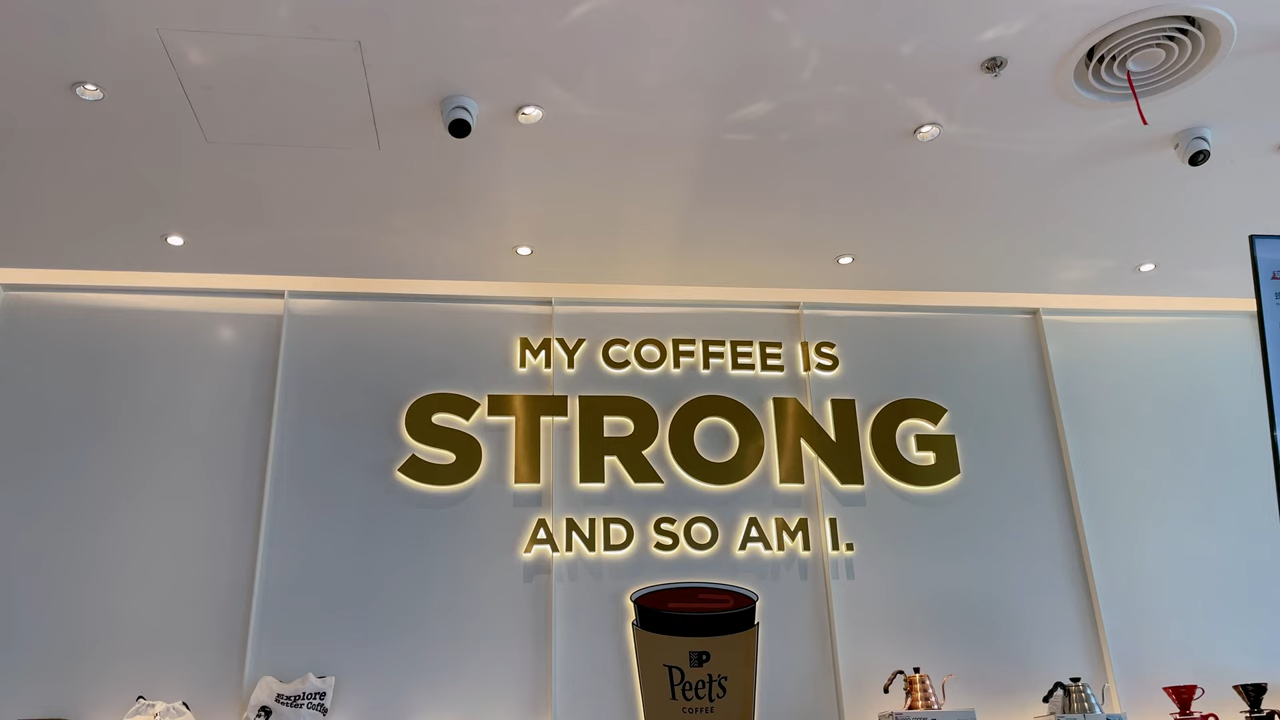 MY COFFEE IS
STRONG
AND SO AM I.
Peet's
COFFEE
Explore
Better Coffee